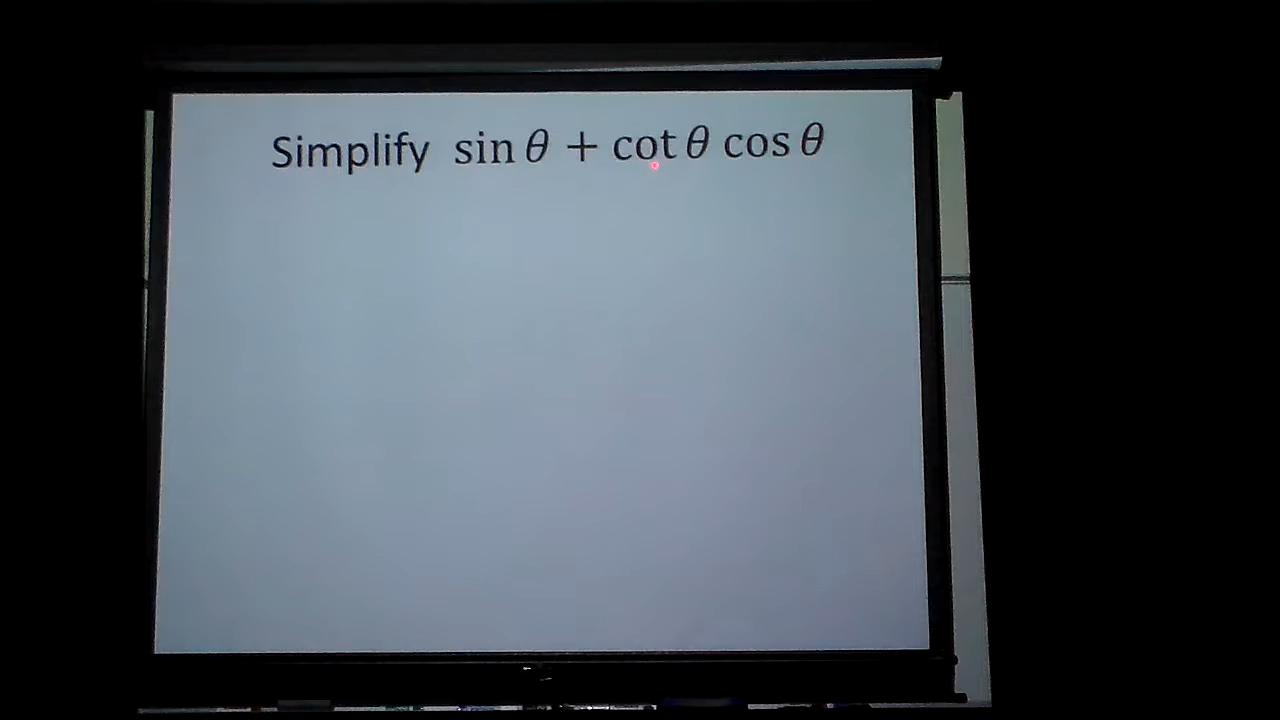 Simplify sin θ + cot θ cos θ